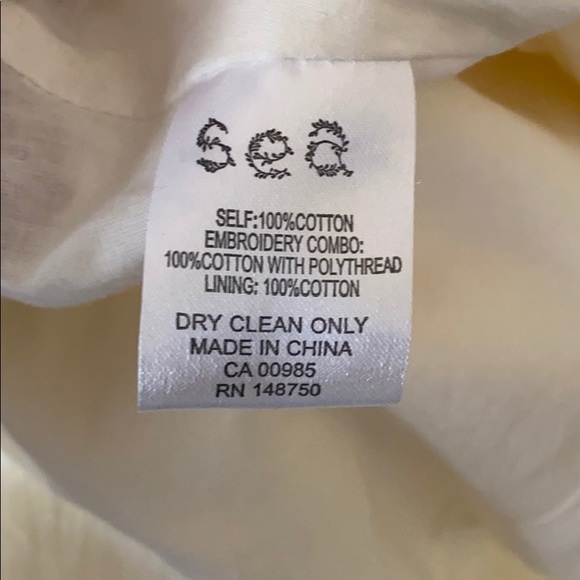 sea
SELF:100%COTTON
EMBROIDERY COMBO:
100%COTTON WITH POLYTHREAD
LINING: 100%COTTON
DRY CLEAN ONLY
MADE IN CHINA
CA 00985
RN 148750